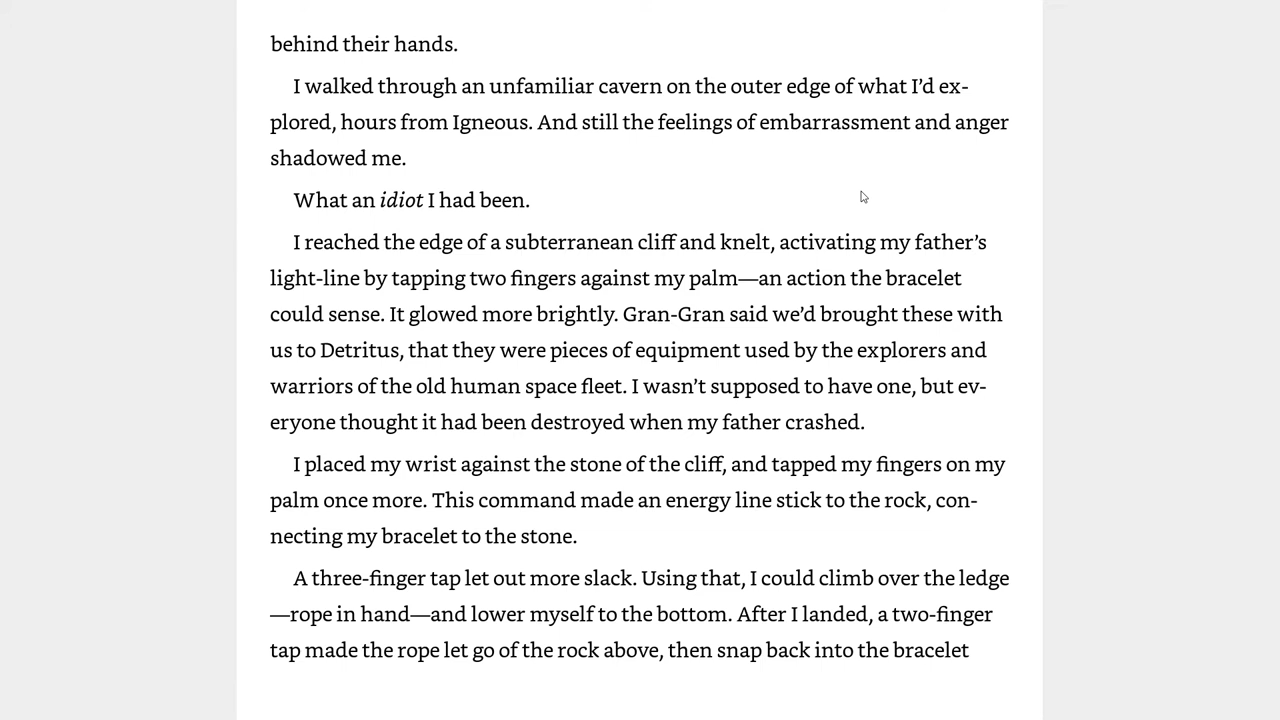 behind their hands.
I walked through an unfamiliar cavern on the outer edge of what I’d ex-
plored, hours from Igneous. And still the feelings of embarrassment and anger
shadowed me.
What an idiot I had been.
I reached the edge of a subterranean cliff and knelt, activating my father’s
light-line by tapping two fingers against my palm—an action the bracelet
could sense. It glowed more brightly. Gran-Gran said we’d brought these with
us to Detritus, that they were pieces of equipment used by the explorers and
warriors of the old human space fleet. I wasn’t supposed to have one, but ev-
eryone thought it had been destroyed when my father crashed.
I placed my wrist against the stone of the cliff, and tapped my fingers on my
palm once more. This command made an energy line stick to the rock, con-
necting my bracelet to the stone.
A three-finger tap let out more slack. Using that, I could climb over the ledge
—rope in hand—and lower myself to the bottom. After I landed, a two-finger
tap made the rope let go of the rock above, then snap back into the bracelet